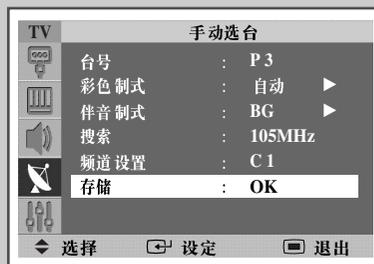 TV 手动选台
台号 : P 3
彩色制式 : 自动
伴音制式 : BG
搜索 : 105MHz
频道设置 : C 1
存储 : OK
选择 设定 退出